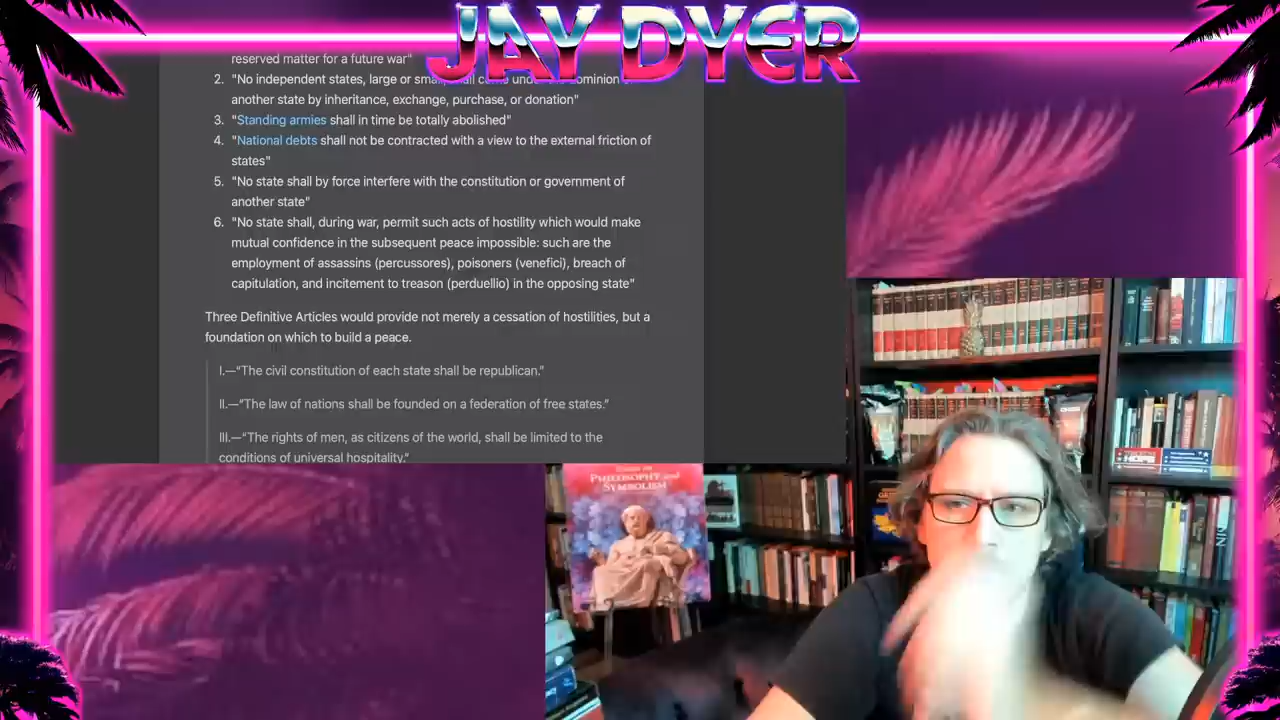 JAY DYER
reserved matter for a future war"
2. "No independent states, large or small, shall come under the dominion
another state by inheritance, exchange, purchase, or donation"
3. "Standing armies shall in time be totally abolished"
4. "National debts shall not be contracted with a view to the external friction of
states"
5. "No state shall by force interfere with the constitution or government of
another state"
6. "No state shall, during war, permit such acts of hostility which would make
mutual confidence in the subsequent peace impossible: such are the
employment of assassins (percussores), poisoners (venefici), breach of
capitulation, and incitement to treason (perduellio) in the opposing state"
Three Definitive Articles would provide not merely a cessation of hostilities, but a
foundation on which to build a peace.
I.—"The civil constitution of each state shall be republican."
II.—"The law of nations shall be founded on a federation of free states."
III.—"The rights of men, as citizens of the world, shall be limited to the
conditions of universal hospitality."
PHILOSOPHY and
SYMBOLISM